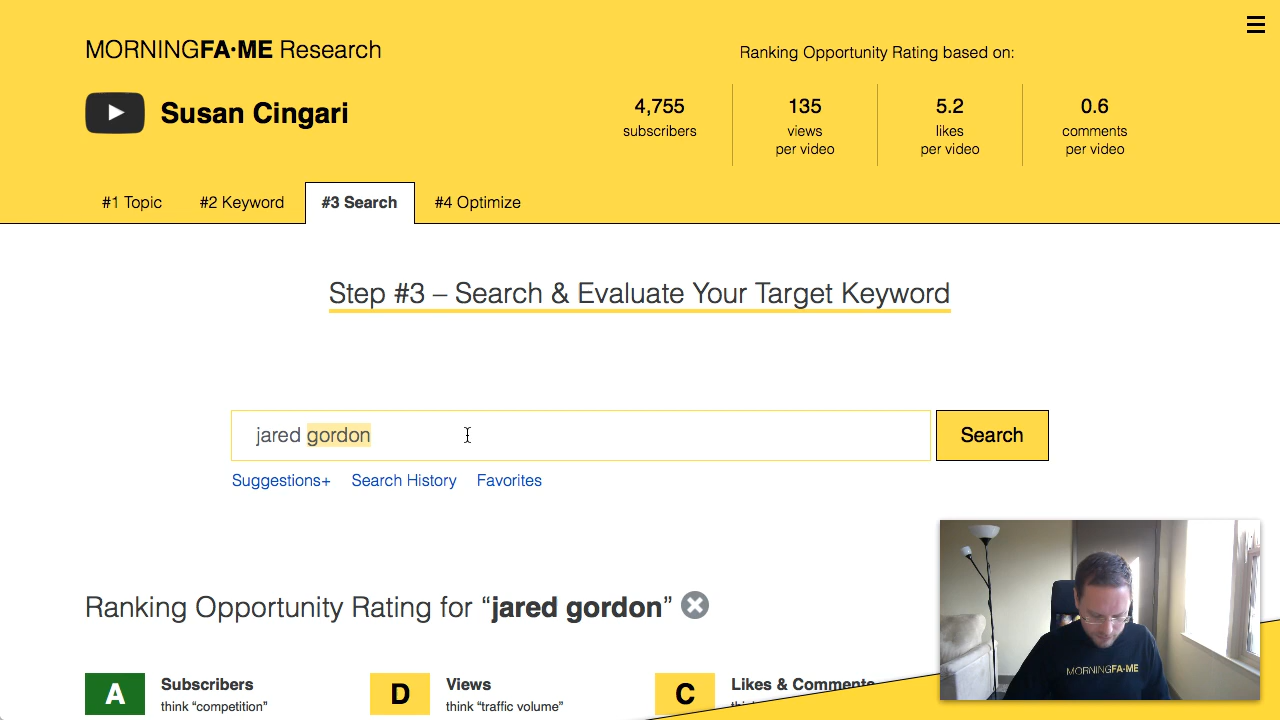 MORNINGFA•ME Research
Ranking Opportunity Rating based on:
Susan Cingari
4,755
subscribers
135
views
per video
5.2
likes
per video
0.6
comments
per video
#1 Topic
#2 Keyword
#3 Search
#4 Optimize
Step #3 – Search & Evaluate Your Target Keyword
jared gordon
Search
Suggestions+
Search History
Favorites
Ranking Opportunity Rating for “jared gordon”
A
Subscribers
think “competition”
D
Views
think “traffic volume”
C
Likes & Comments
MORNINGFA•ME